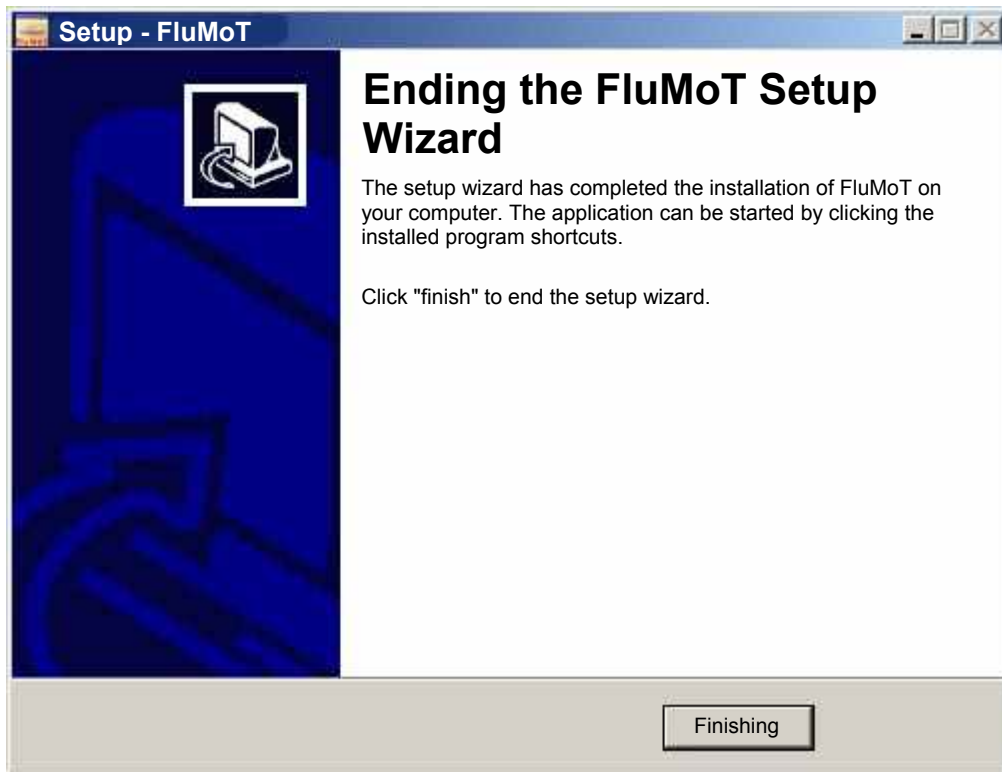 Setup - FluMoT
Ending the FluMoT Setup
Wizard
The setup wizard has completed the installation of FluMoT on
your computer. The application can be started by clicking the
installed program shortcuts.
Click "finish" to end the setup wizard.
Finishing